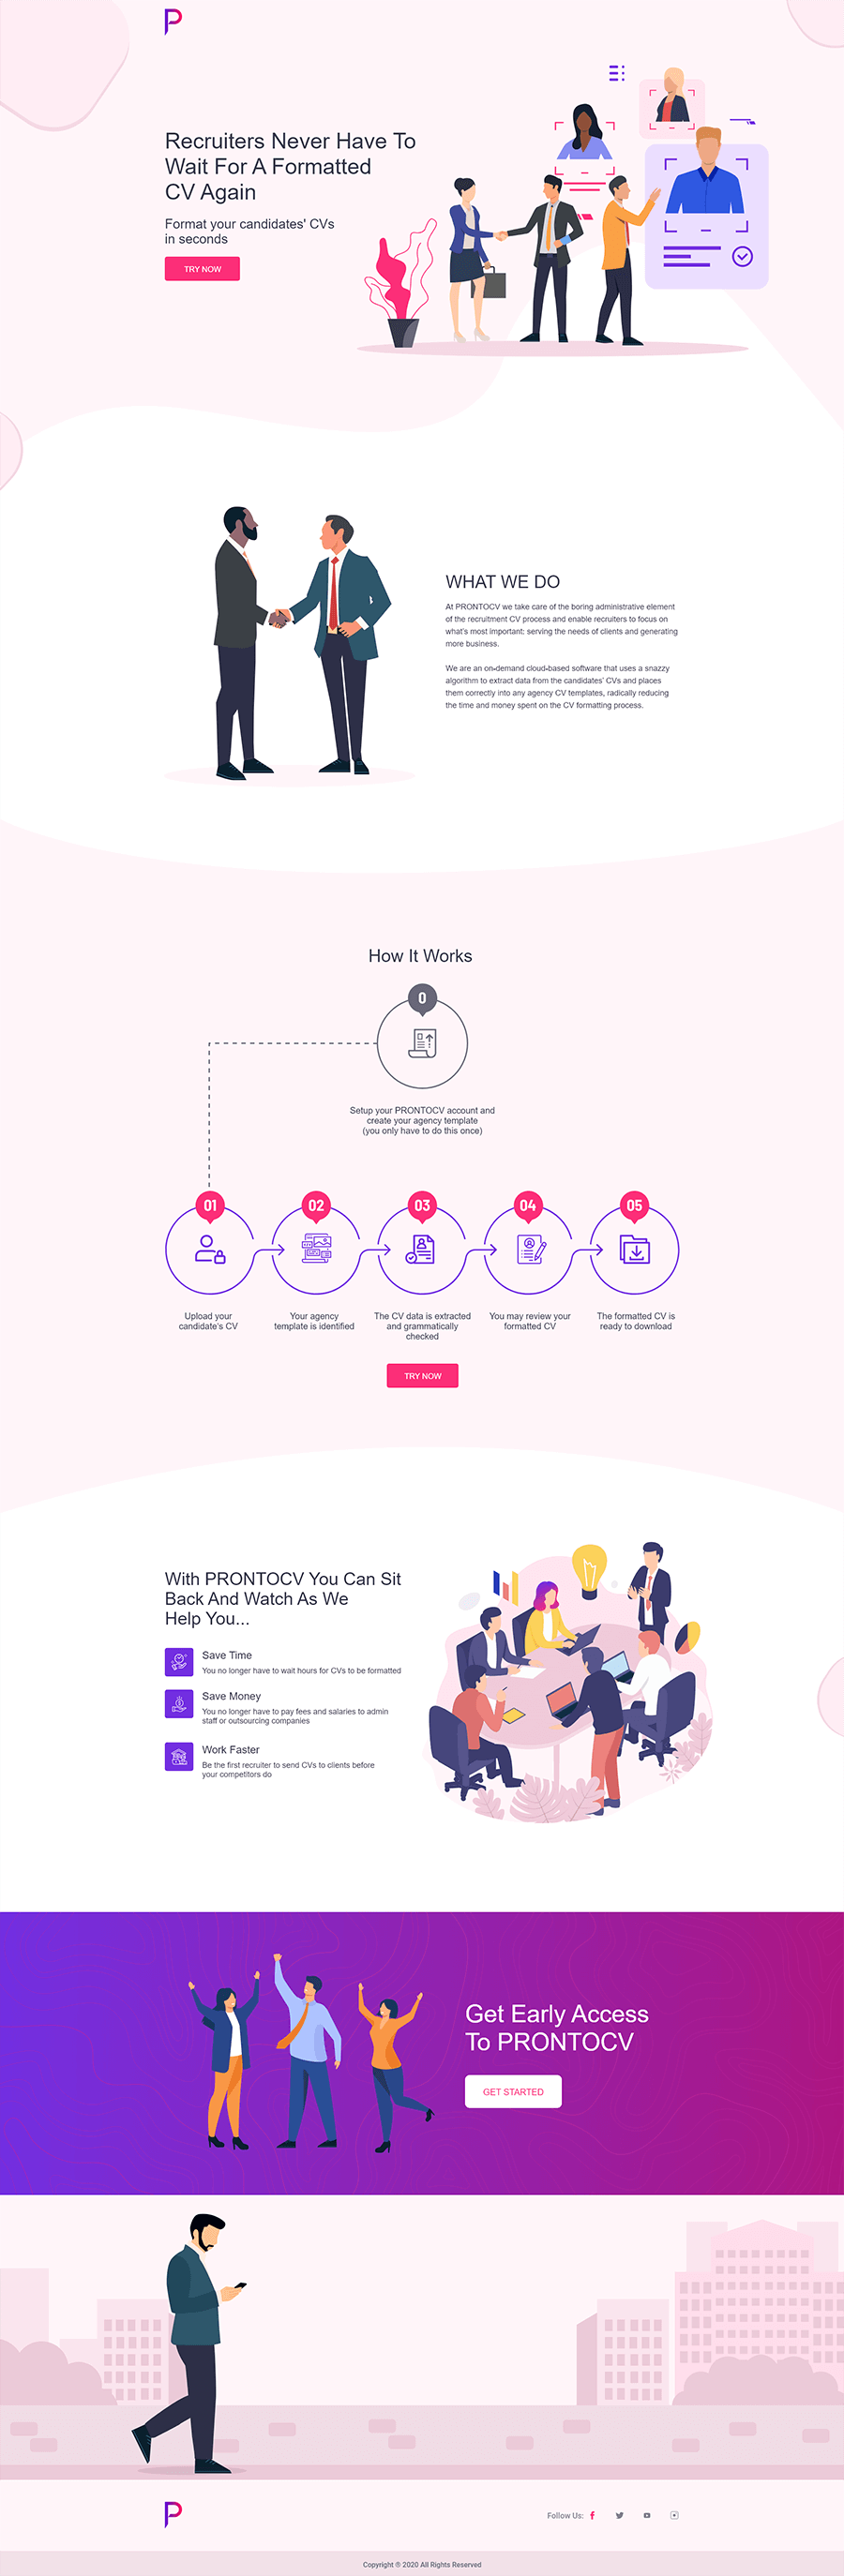 Recruiters Never Have To
Wait For A Formatted
CV Again
Format your candidates' CVs
in seconds
TRY NOW
WHAT WE DO
At PRONTOCV we take care of the boring administrative element
of the recruitment CV process and enable recruiters to focus on
what's most important; serving the needs of clients and generating
more business.
We are an on-demand cloud-based software that uses a snazzy
algorithm to extract data from the candidates' CVs and places
them correctly into any agency CV templates, radically reducing
the time and money spent on the CV formatting process.
How It Works
0
Setup your PRONTOCV account and
create your agency template
(you only have to do this once)
01
Upload your
candidate's CV
02
Your agency
template is identified
03
The CV data is extracted
and grammatically
checked
04
You may review your
formatted CV
05
The formatted CV is
ready to download
TRY NOW
With PRONTOCV You Can Sit
Back And Watch As We
Help You...
Save Time
You no longer have to wait hours for CVs to be formatted
Save Money
You no longer have to pay fees and salaries to admin
staff or outsourcing companies
Work Faster
Be the first recruiter to send CVs to clients before
your competitors do
Get Early Access
To PRONTOCV
GET STARTED
Follow Us:
Copyright ® 2020 All Rights Reserved